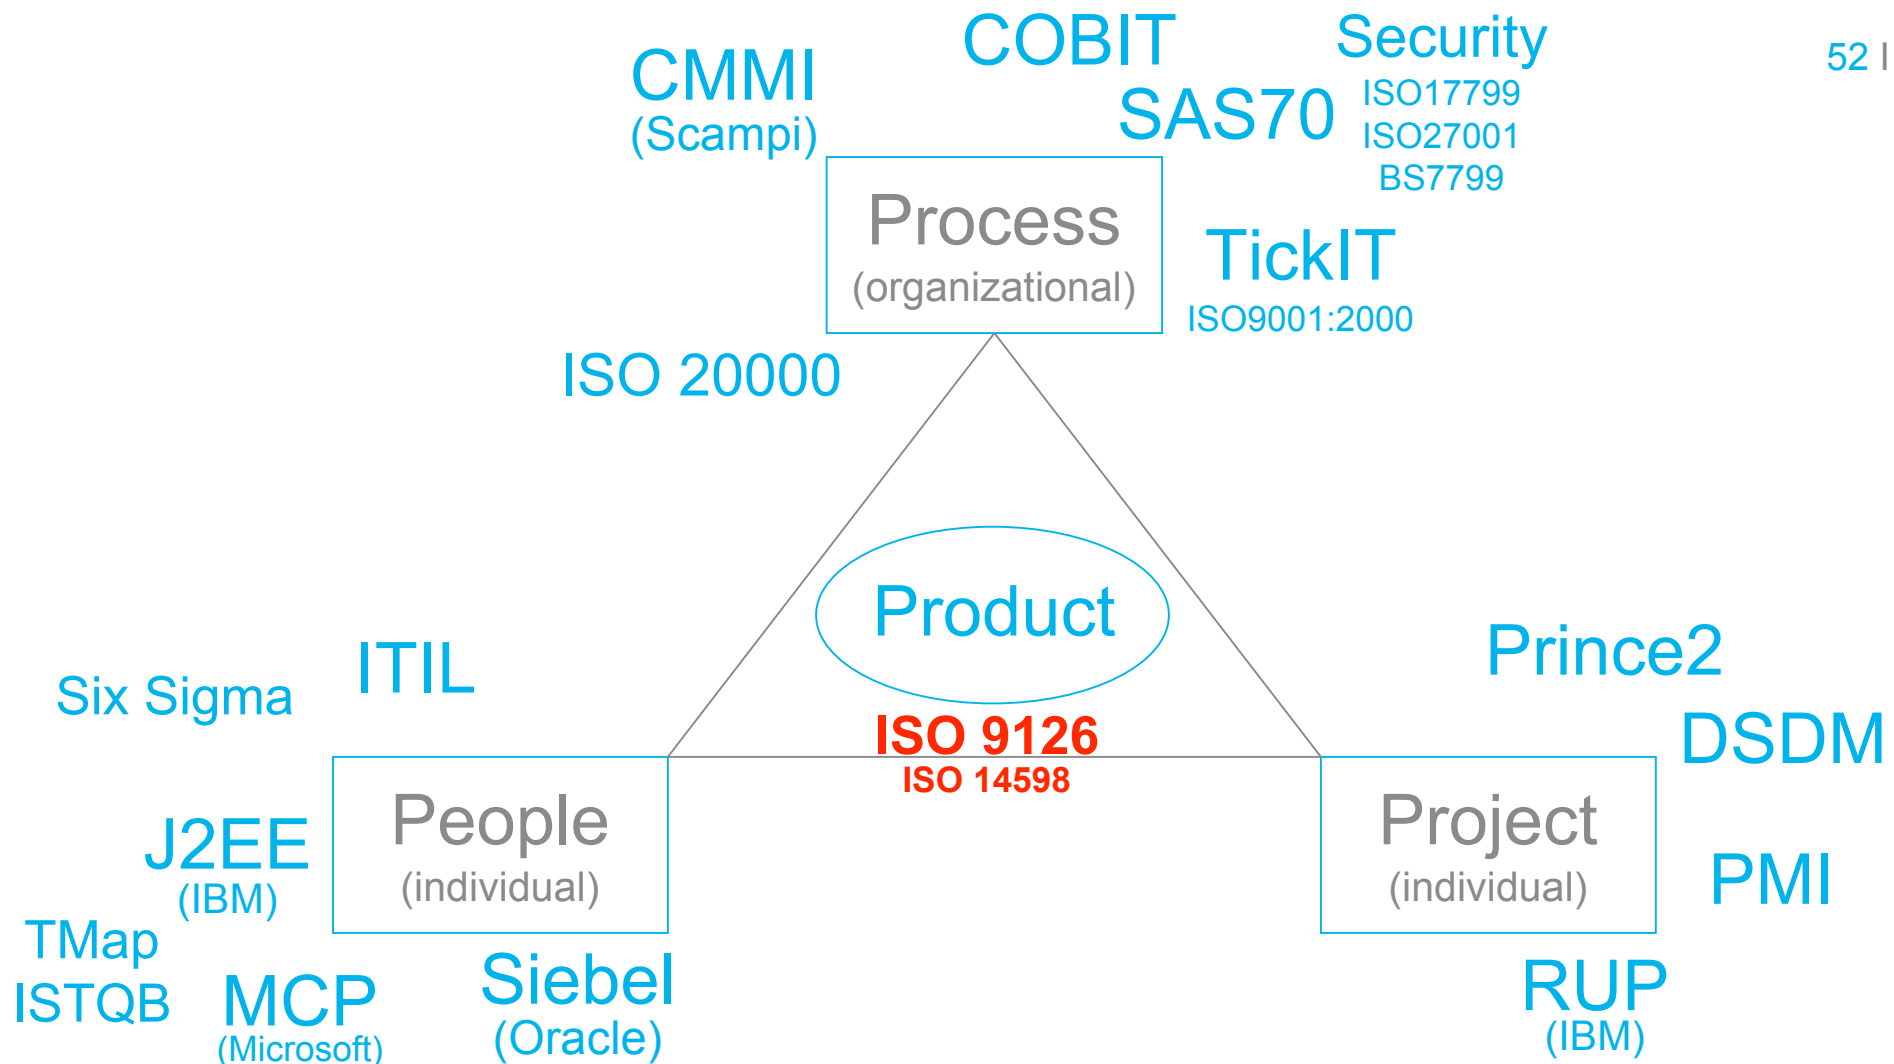 COBIT
Security
52 I
CMMI
(Scampi)
SAS70
ISO17799
ISO27001
BS7799
Process
(organizational)
TickIT
ISO9001:2000
ISO 20000
Product
ISO 9126
ISO 14598
ITIL
Six Sigma
Prince2
DSDM
People
(individual)
Project
(individual)
J2EE
(IBM)
PMI
TMap
ISTQB
MCP
(Microsoft)
Siebel
(Oracle)
RUP
(IBM)